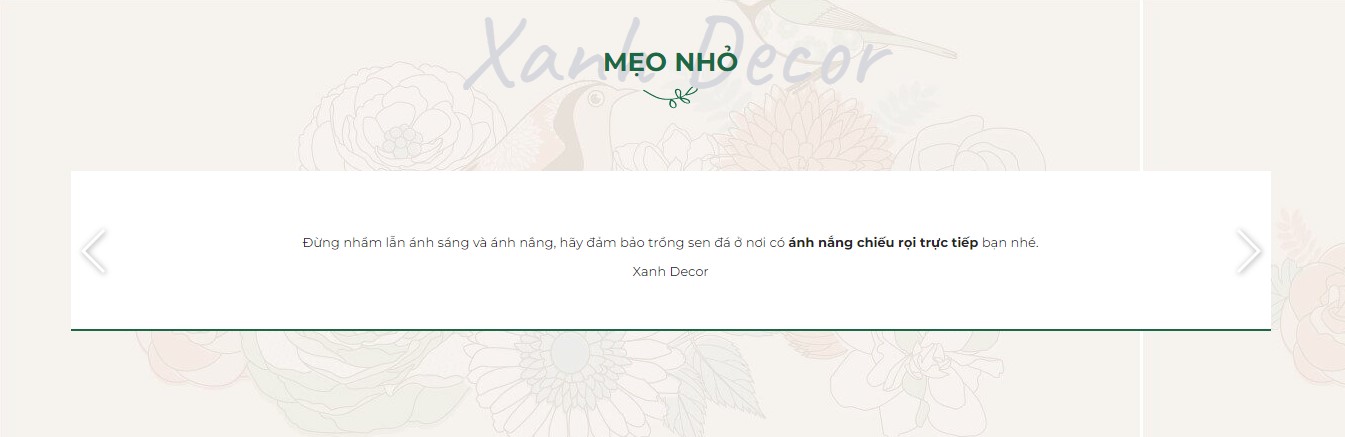 Xanh Decor
MẸO NHỎ
Đừng nhầm lẫn ánh sáng và ánh nâng, hãy đảm bảo trồng sen đá ở nơi có ánh nắng chiếu rọi trực tiếp bạn nhé.
Xanh Decor